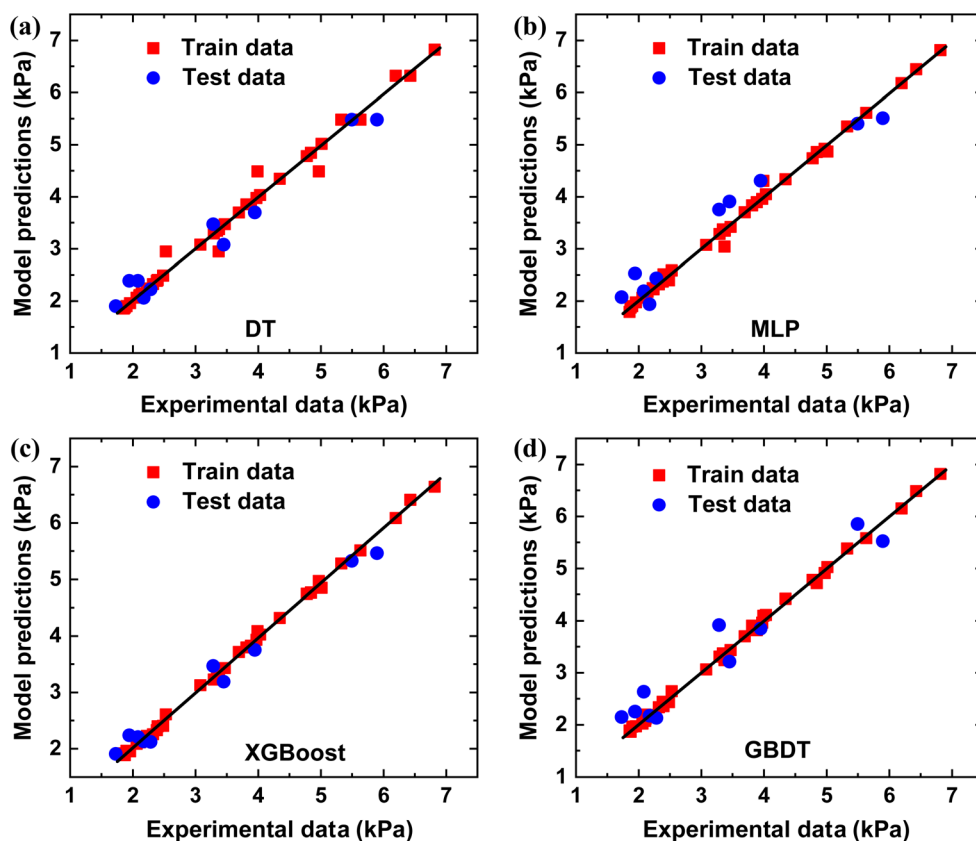 (a)
Train data
Test data
DT
Model predictions (kPa)
7
6
5
4
3
2
1
1 2 3 4 5 6 7
Experimental data (kPa)
(b)
Train data
Test data
MLP
Model predictions (kPa)
7
6
5
4
3
2
1
1 2 3 4 5 6 7
Experimental data (kPa)
(c)
Train data
Test data
XGBoost
Model predictions (kPa)
7
6
5
4
3
2
1
1 2 3 4 5 6 7
Experimental data (kPa)
(d)
Train data
Test data
GBDT
Model predictions (kPa)
7
6
5
4
3
2
1
1 2 3 4 5 6 7
Experimental data (kPa)